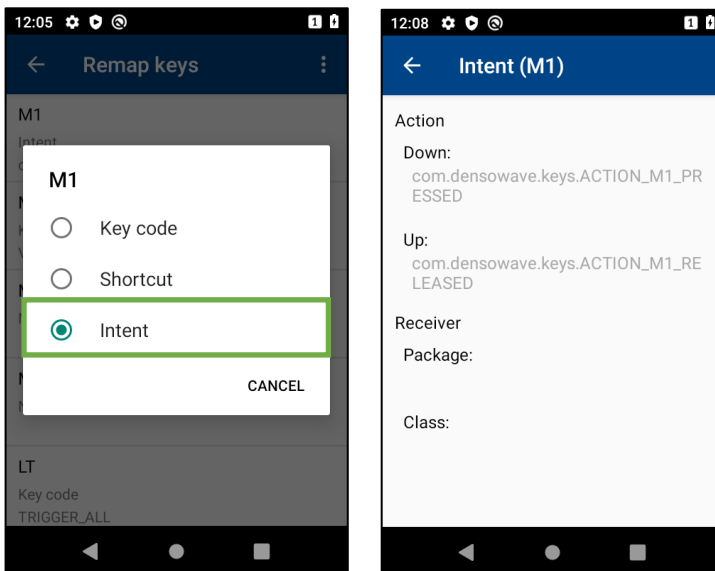 12:05
1
Remap keys
M1
Intent
M1
Key code
Shortcut
Intent
CANCEL
LT
Key code
TRIGGER_ALL
12:08
1
Intent (M1)
Action
Down:
com.densowave.keys.ACTION_M1_PR
ESSED
Up:
com.densowave.keys.ACTION_M1_RE
LEASED
Receiver
Package:
Class: